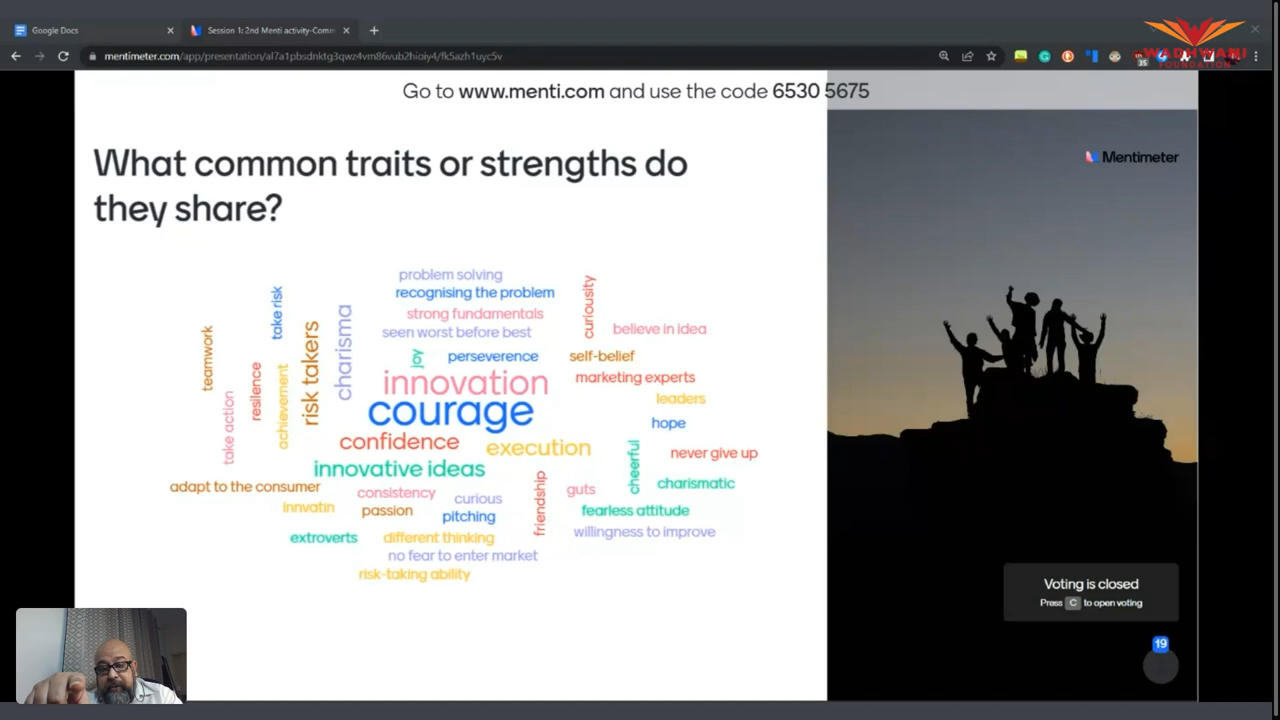 Google Docs
Session 1: 2nd Menti activity-Comm
mentimeter.com/app/presentation/
WADHWANI
FOUNDATION
Go to www.menti.com and use the code 6530 5675
What common traits or strengths do
they share?
Mentimeter
problem solving
recognising the problem
strong fundamentals
seen worst before best
joy
perseverence
curiousity
believe in idea
self-belief
marketing experts
leaders
hope
never give up
cheerful
charismatic
teamwork
take risk
take action
resilence
achievement
risk takers
charisma
innovation
courage
confidence
execution
innovative ideas
adapt to the consumer
innvatin
consistency
passion
curious
pitching
friendship
guts
fearless attitude
willingness to improve
extroverts
different thinking
no fear to enter market
risk-taking ability
Voting is closed
Press C to open voting
19
35